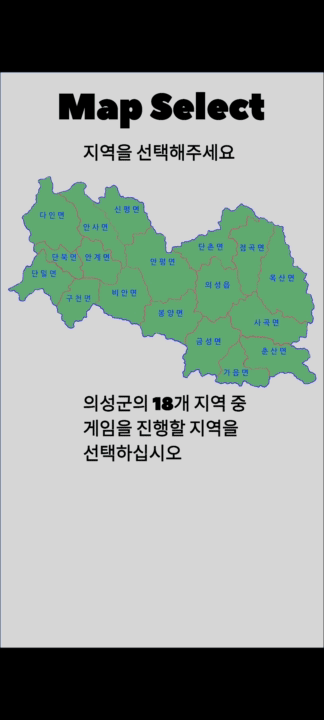 Map Select
지역을 선택해주세요
신평면
다인면
안사면
단촌면
점곡면
단북면 안계면
안평면
단밀면
옥산면
의성읍
구천면
비안면
봉양면
사곡면
금성면
춘산면
가음면
의성군의 18개 지역 중
게임을 진행할 지역을
선택하십시오